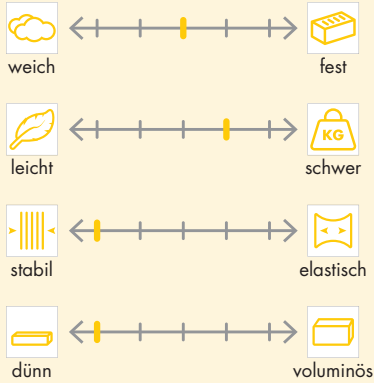 weich fest
KG
leicht schwer
stabil elastisch
dünn voluminös